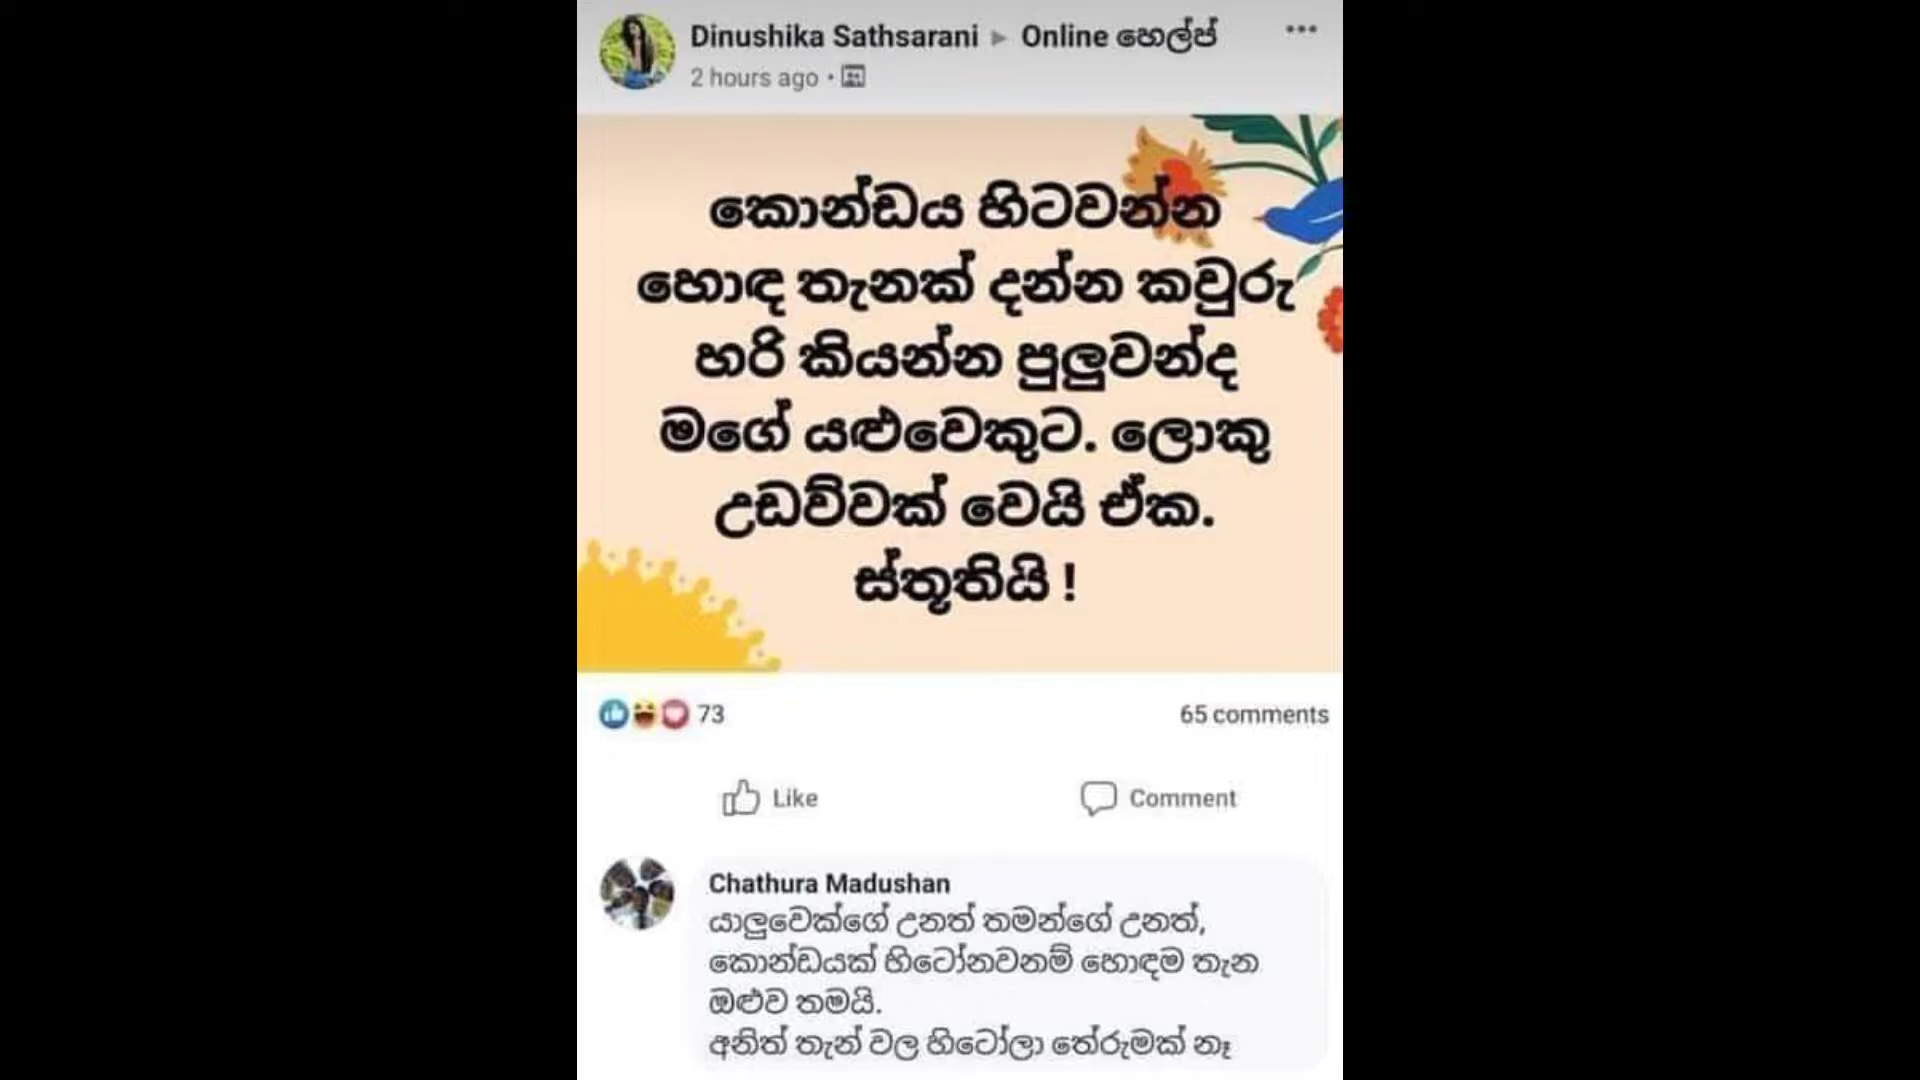 Dinushika Sathsarani ▸ Online හෙල්ප්
2 hours ago ·
කොන්ඩය හිටවන්න
හොඳ තැනක් දන්න කවුරු
හරි කියන්න පුලුවන්ද
මගේ යළුවෙකුට. ලොකු
උඩව්වක් වෙයි ඒක.
ස්තූතියි !
73
65 comments
Like
Comment
Chathura Madushan
යාලුවෙක්ගේ උනත් තමන්ගේ උනත්,
කොන්ඩයක් හිටෝනවනම් හොඳම තැන
ඔළුව තමයි.
අනිත් තැන් වල හිටෝලා තේරුමක් නෑ